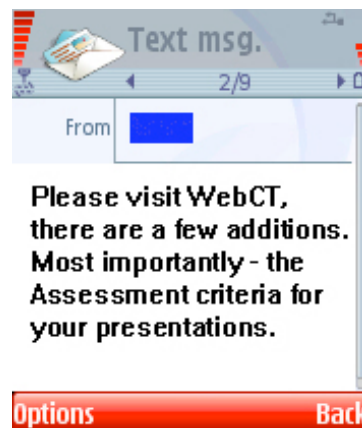 Text msg.
2/9
From
Please visit WebCT,
there are a few additions.
Most importantly - the
Assessment criteria for
your presentations.
Options
Back